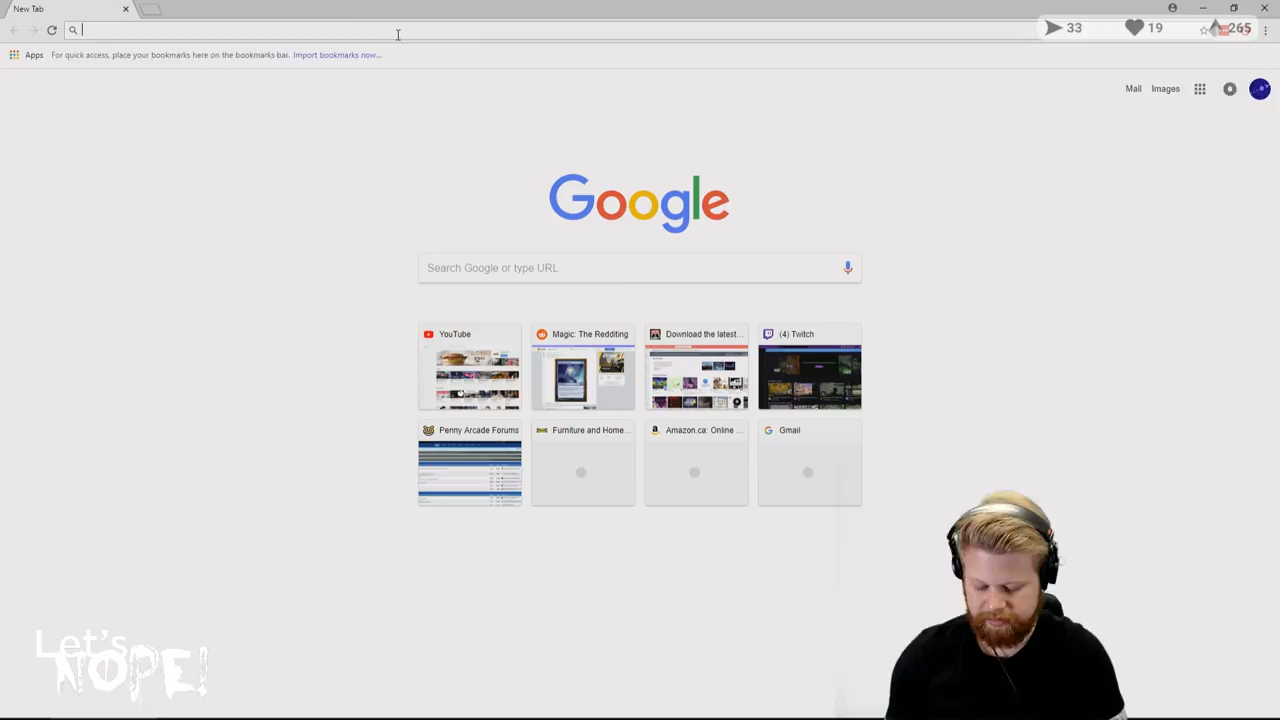 New Tab
33 19 265
Apps For quick access, place your bookmarks here on the bookmarks bar. Import bookmarks now...
Mail Images
Google
Search Google or type URL
YouTube Magic: The Redditing Download the latest... (4) Twitch
Penny Arcade Forums Furniture and Home... Amazon.ca: Online ... Gmail
Let's
NOPE!